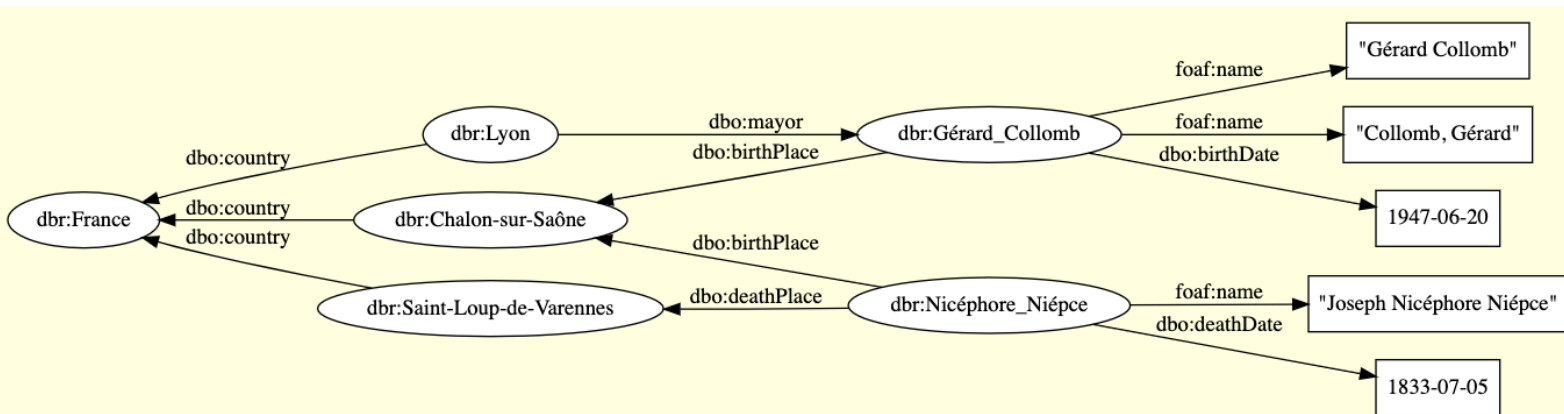 "Gérard Collomb"
foaf:name
dbr:Lyon
dbo:mayor
dbr:Gérard_Collomb
foaf:name
"Collomb, Gérard"
dbo:country
dbo:birthPlace
dbo:birthDate
dbr:France
dbo:country
dbr:Chalon-sur-Saône
1947-06-20
dbo:country
dbo:birthPlace
dbr:Saint-Loup-de-Varennes
dbo:deathPlace
dbr:Nicéphore_Niépce
foaf:name
"Joseph Nicéphore Niépce"
dbo:deathDate
1833-07-05